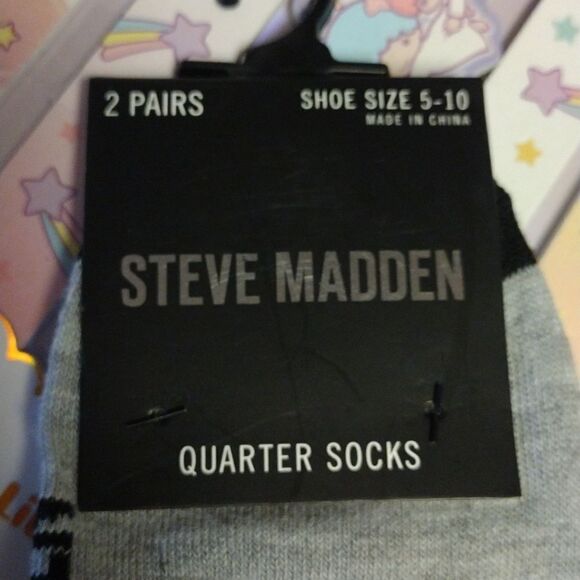 2 PAIRS
SHOE SIZE 5-10
MADE IN CHINA
STEVE MADDEN
QUARTER SOCKS